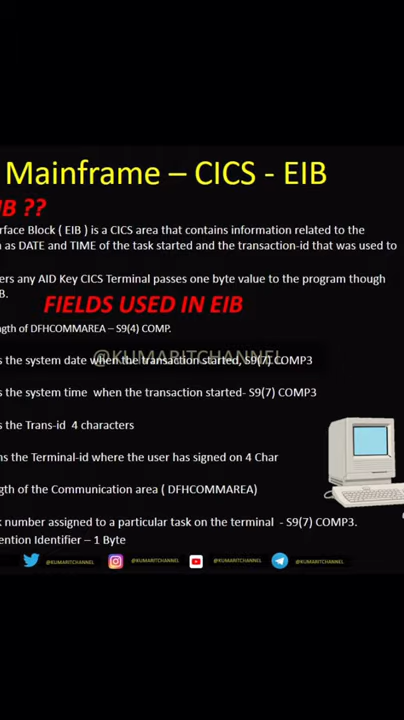 Mainframe – CICS - EIB
IB ??
rface Block ( EIB ) is a CICS area that contains information related to the
as DATE and TIME of the task started and the transaction-id that was used to
ers any AID Key CICS Terminal passes one byte value to the program though
B.
FIELDS USED IN EIB
ngth of DFHCOMMAREA – S9(4) COMP.
@KUMARITCHANNEL
s the system date when the transaction started, S9(7) COMP3
s the system time when the transaction started- S9(7) COMP3
s the Trans-id 4 characters
ns the Terminal-id where the user has signed on 4 Char
gth of the Communication area ( DFHCOMMAREA)
k number assigned to a particular task on the terminal - S9(7) COMP3.
ention Identifier – 1 Byte
@KUMARITCHANNEL @KUMARITCHANNEL @KUMARITCHANNEL @KUMARITCHANNEL